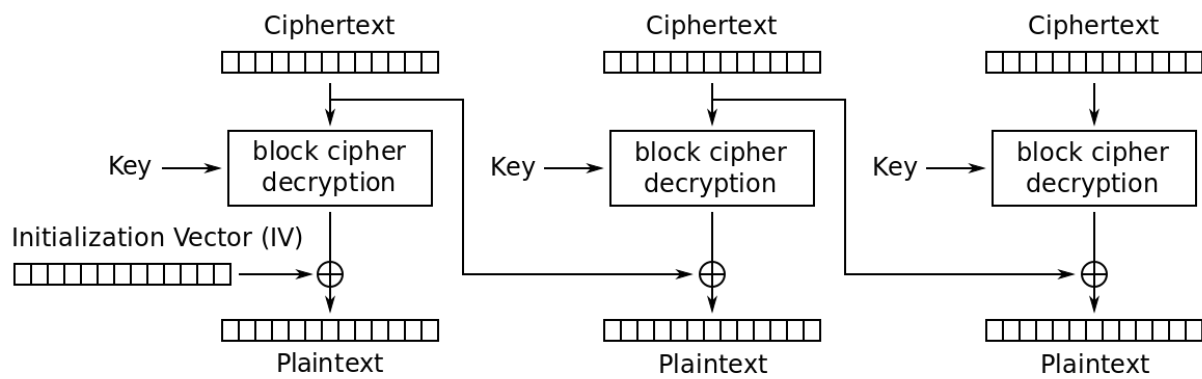 Ciphertext
Ciphertext
Ciphertext
Key
block cipher
decryption
Key
block cipher
decryption
Key
block cipher
decryption
Initialization Vector (IV)
Plaintext
Plaintext
Plaintext